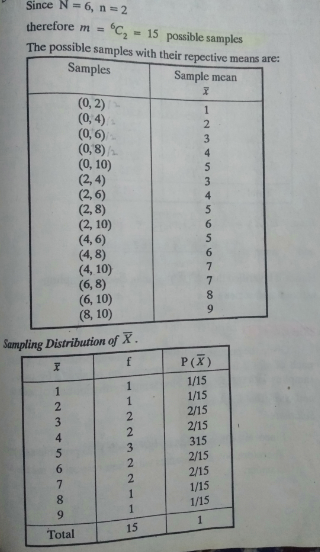 Since N = 6, n = 2
therefore m = ⁶C₂ = 15 possible samples
The possible samples with their repective means are:
Samples Sample mean
X̄
(0, 2) 1
(0, 4) 2
(0, 6) 3
(0, 8) 4
(0, 10) 5
(2, 4) 3
(2, 6) 4
(2, 8) 5
(2, 10) 6
(4, 6) 5
(4, 8) 6
(4, 10) 7
(6, 8) 7
(6, 10) 8
(8, 10) 9
Sampling Distribution of X̄.
X̄ f P(X̄)
1 1 1/15
2 1 1/15
3 2 2/15
4 2 2/15
5 3 315
6 2 2/15
7 2 2/15
8 1 1/15
9 1 1/15
Total 15 1